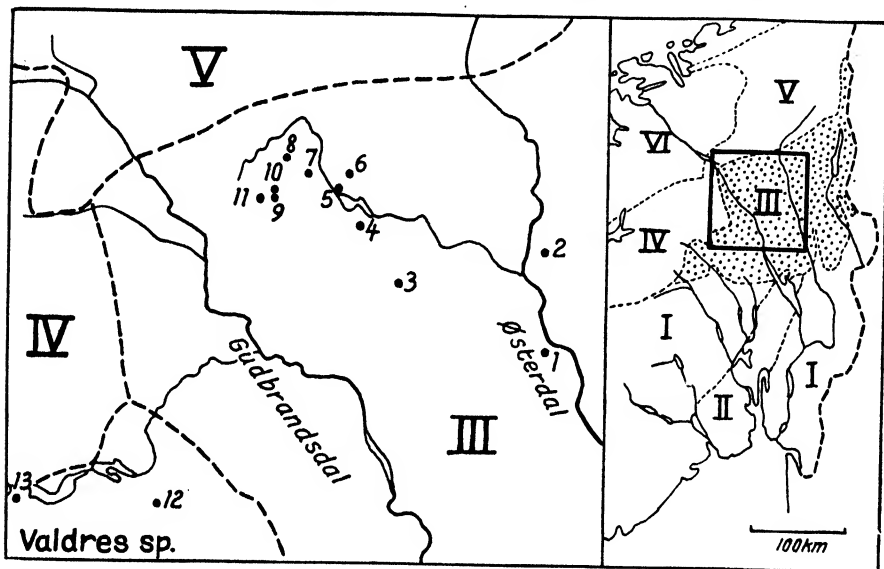 V
8
7
6
10
11
5
9
4
2
3
IV
Gudbrandsdal
Østerdal
1
III
13
12
Valdres sp.
V
VI
III
IV
I
I
II
100km